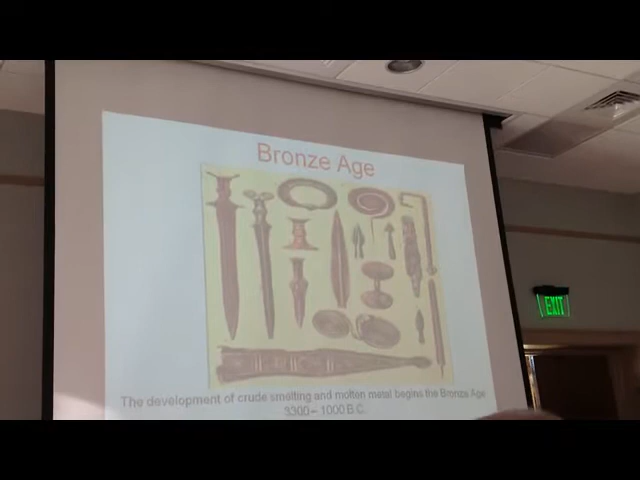 Bronze Age
The development of crude smelting and molten metal begins the Bronze Age
3300 – 1000 B.C.
EXIT